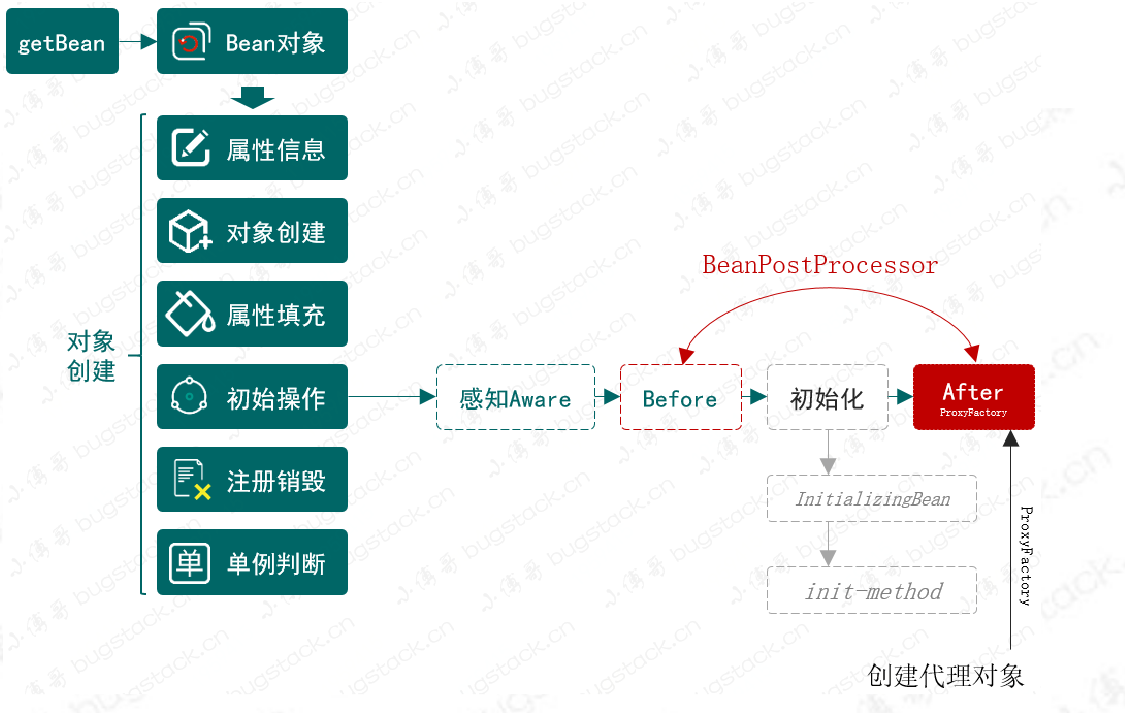 getBean
Bean对象
属性信息
对象创建
属性填充
初始操作
注册销毁
单
单例判断
对象
创建
感知Aware
Before
初始化
After
ProxyFactory
BeanPostProcessor
InitializingBean
init-method
ProxyFactory
创建代理对象
小傅哥 bugstack.cn